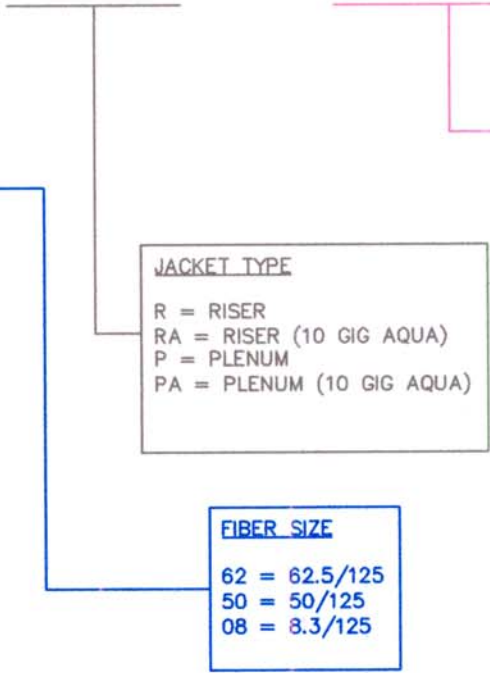 JACKET TYPE
R = RISER
RA = RISER (10 GIG AQUA)
P = PLENUM
PA = PLENUM (10 GIG AQUA)
FIBER SIZE
62 = 62.5/125
50 = 50/125
08 = 8.3/125